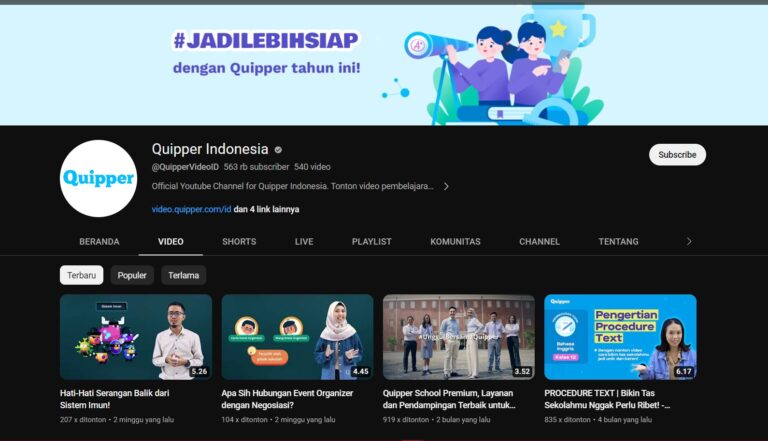 #JADILEBIHSIAP
dengan Quipper tahun ini!
Quipper
Quipper Indonesia
@QuipperVideoID 563 rb subscriber 540 video
Subscribe
Official Youtube Channel for Quipper Indonesia. Tonton video pembelajara...
video.quipper.com/id dan 4 link lainnya
BERANDA VIDEO SHORTS LIVE PLAYLIST KOMUNITAS CHANNEL TENTANG
Terbaru Populer Terlama
Sistem Imun
5.26
4.45
3.52
Quipper
Bahasa
Inggris
Kelas 12
Pengertian
Procedure
Text
6.17
Hati-Hati Serangan Balik dari
Sistem Imun!
207 x ditonton • 2 minggu yang lalu
Apa Sih Hubungan Event Organizer
dengan Negosiasi?
104 x ditonton • 2 minggu yang lalu
Quipper School Premium, Layanan
dan Pendampingan Terbaik untuk...
919 x ditonton • 2 bulan yang lalu
PROCEDURE TEXT | Bikin Tas
Sekolahmu Nggak Perlu Ribet! -...
835 x ditonton • 4 bulan yang lalu